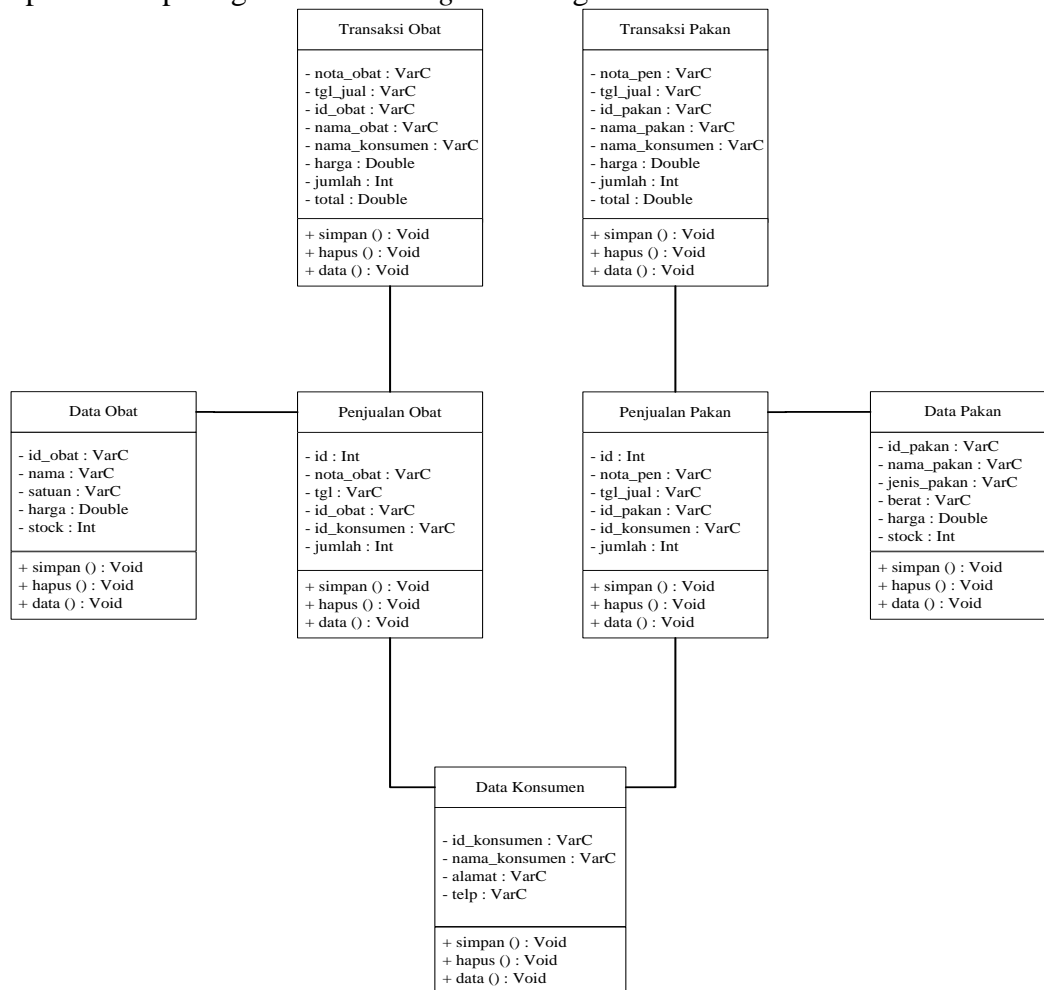 Transaksi Obat
- nota_obat : VarC
- tgl_jual : VarC
- id_obat : VarC
- nama_obat : VarC
- nama_konsumen : VarC
- harga : Double
- jumlah : Int
- total : Double
+ simpan () : Void
+ hapus () : Void
+ data () : Void
Transaksi Pakan
- nota_pen : VarC
- tgl_jual : VarC
- id_pakan : VarC
- nama_pakan : VarC
- nama_konsumen : VarC
- harga : Double
- jumlah : Int
- total : Double
+ simpan () : Void
+ hapus () : Void
+ data () : Void
Data Obat
- id_obat : VarC
- nama : VarC
- satuan : VarC
- harga : Double
- stock : Int
+ simpan () : Void
+ hapus () : Void
+ data () : Void
Penjualan Obat
- id : Int
- nota_obat : VarC
- tgl : VarC
- id_obat : VarC
- id_konsumen : VarC
- jumlah : Int
+ simpan () : Void
+ hapus () : Void
+ data () : Void
Penjualan Pakan
- id : Int
- nota_pen : VarC
- tgl_jual : VarC
- id_pakan : VarC
- id_konsumen : VarC
- jumlah : Int
+ simpan () : Void
+ hapus () : Void
+ data () : Void
Data Pakan
- id_pakan : VarC
- nama_pakan : VarC
- jenis_pakan : VarC
- berat : VarC
- harga : Double
- stock : Int
+ simpan () : Void
+ hapus () : Void
+ data () : Void
Data Konsumen
- id_konsumen : VarC
- nama_konsumen : VarC
- alamat : VarC
- telp : VarC
+ simpan () : Void
+ hapus () : Void
+ data () : Void